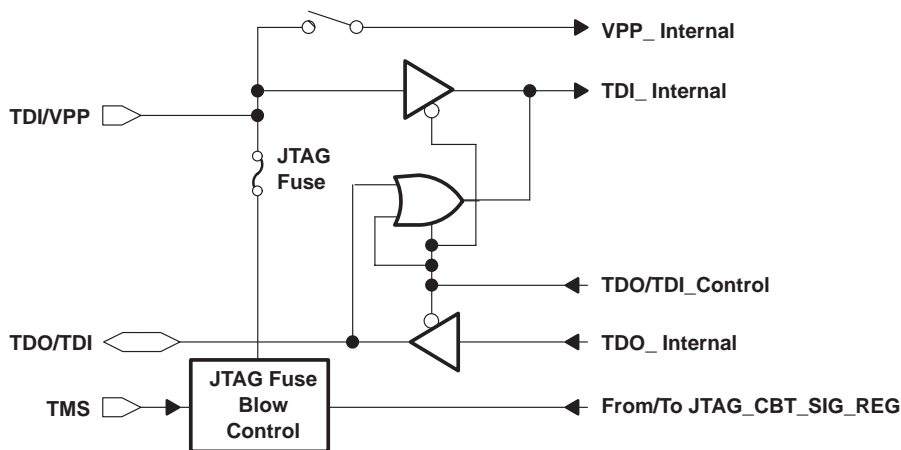 VPP_ Internal
TDI_ Internal
TDI/VPP
JTAG
Fuse
TDO/TDI_Control
TDO/TDI
TDO_ Internal
JTAG Fuse
Blow
Control
TMS
From/To JTAG_CBT_SIG_REG